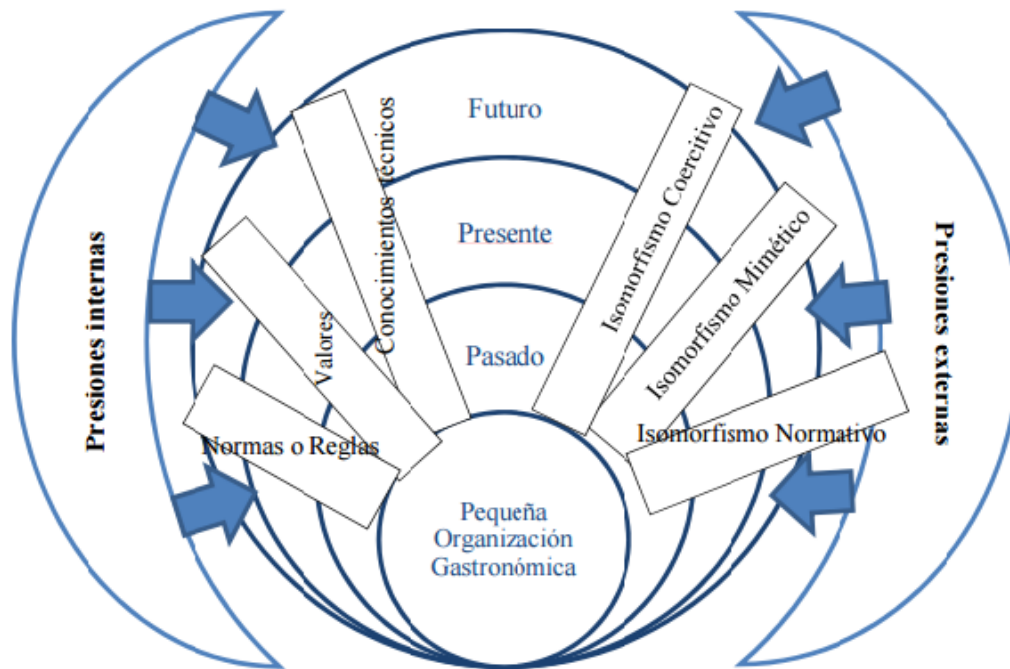 Presiones internas
Conocimientos técnicos
Valores
Normas o Reglas
Futuro
Presente
Pasado
Pequeña
Organización
Gastronómica
Isomorfismo Coercitivo
Isomorfismo Mimético
Isomorfismo Normativo
Presiones externas